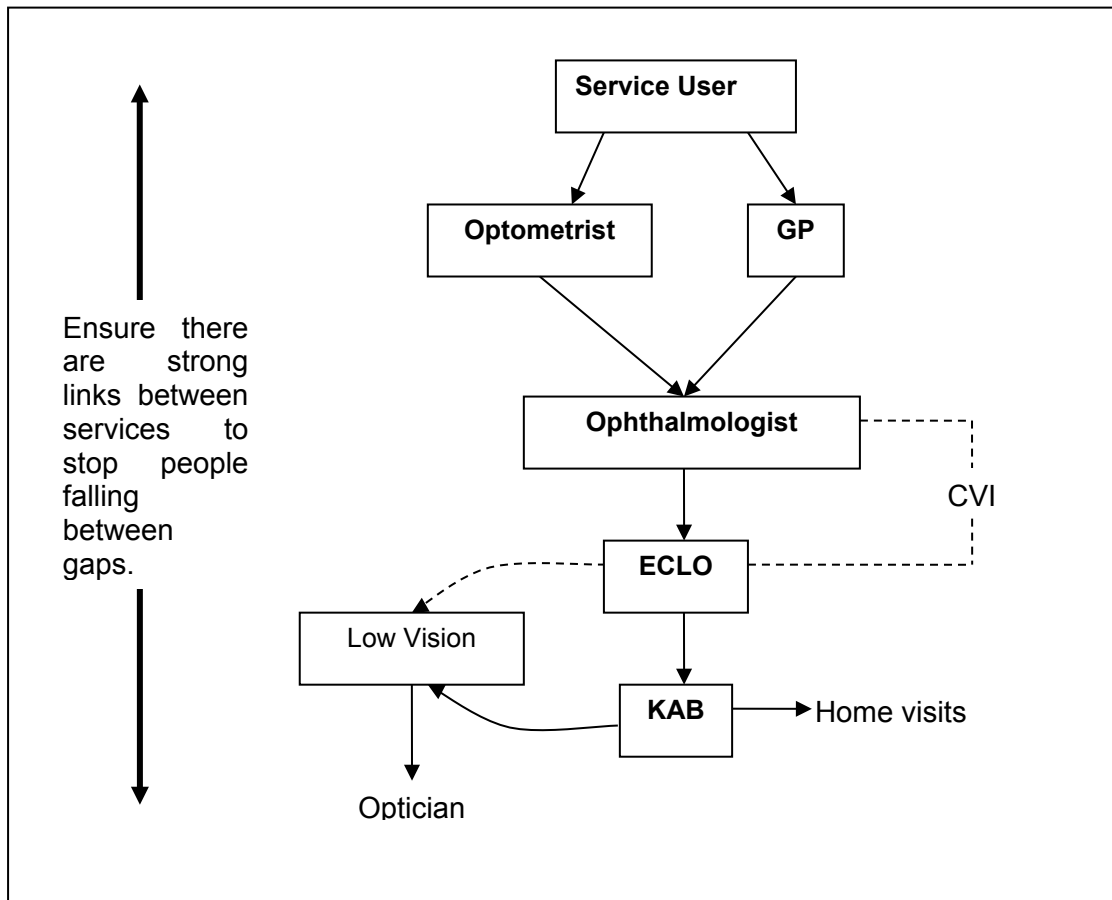 Service User
Optometrist
GP
Ensure there
are strong
links between
services to
stop people
falling
between
gaps.
Ophthalmologist
CVI
ECLO
Low Vision
KAB
Home visits
Optician